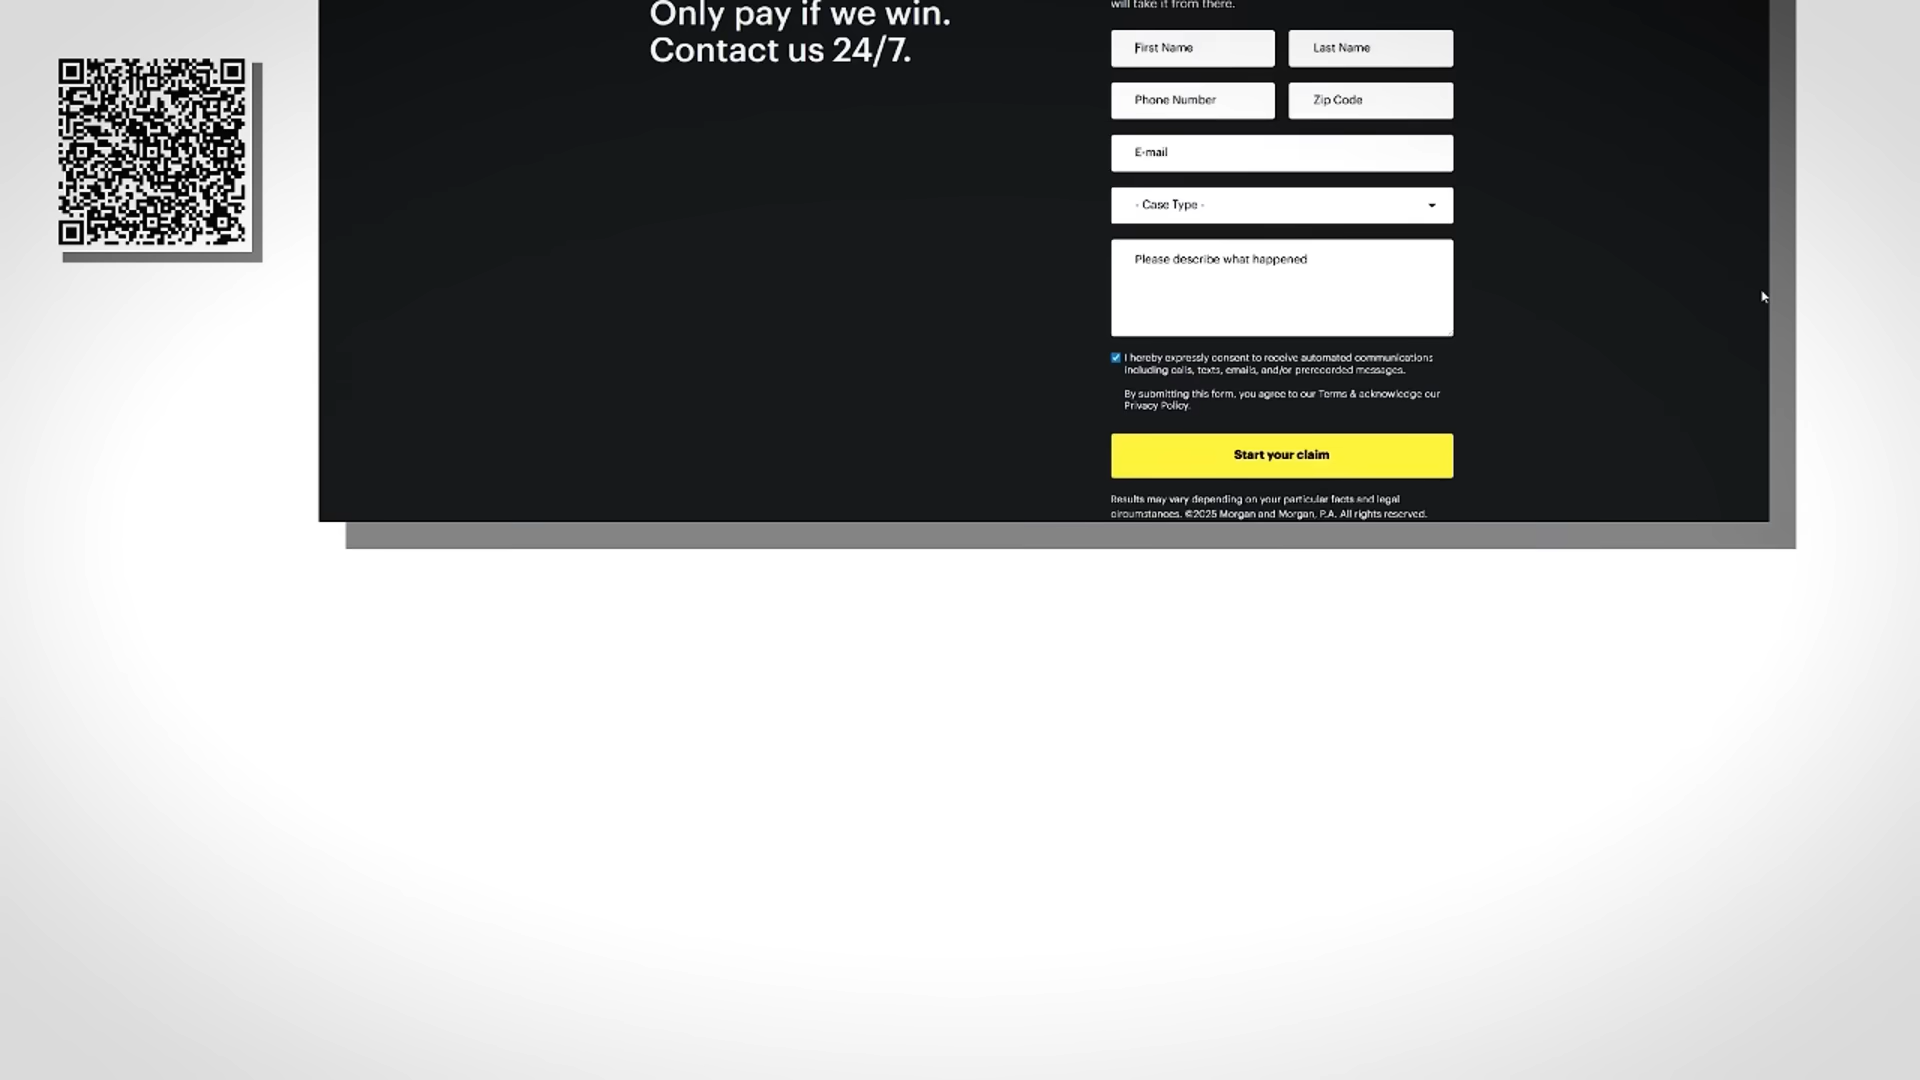 Only pay if we win.
Contact us 24/7.
will take it from there.
First Name
Last Name
Phone Number
Zip Code
E-mail
- Case Type -
Please describe what happened
I hereby expressly consent to receive automated communications
including calls, texts, emails, and/or prerecorded messages.
By submitting this form, you agree to our Terms & acknowledge our
Privacy Policy.
Start your claim
Results may vary depending on your particular facts and legal
circumstances. ©2025 Morgan and Morgan, P.A. All rights reserved.